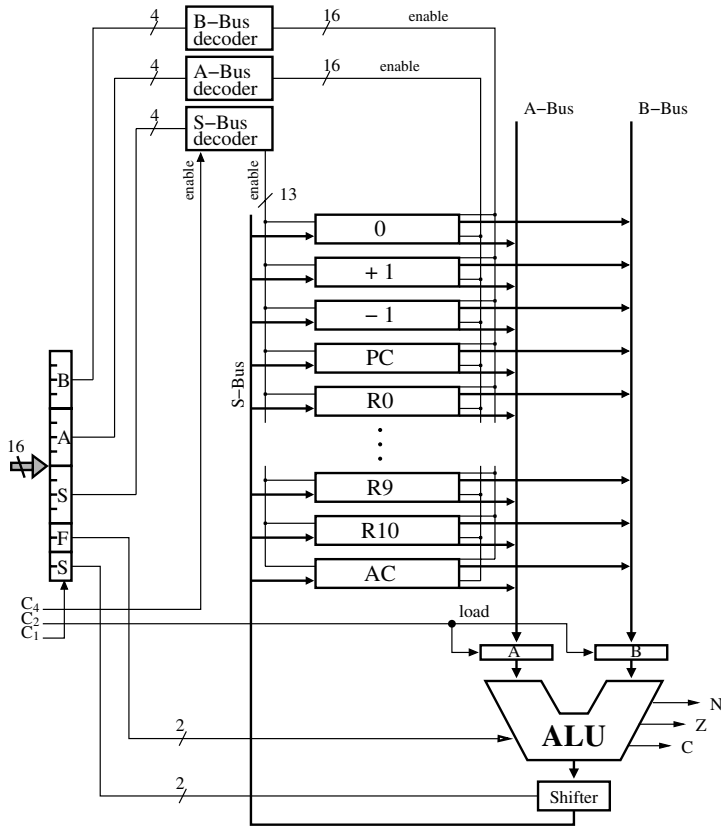 B-Bus
decoder
4
16
enable
A-Bus
decoder
4
16
enable
S-Bus
decoder
4
enable
enable
13
A-Bus
B-Bus
S-Bus
0
+ 1
- 1
PC
R0
R9
R10
AC
16
B
A
S
F
S
C4
C2
C1
load
A
B
ALU
N
Z
C
2
2
Shifter